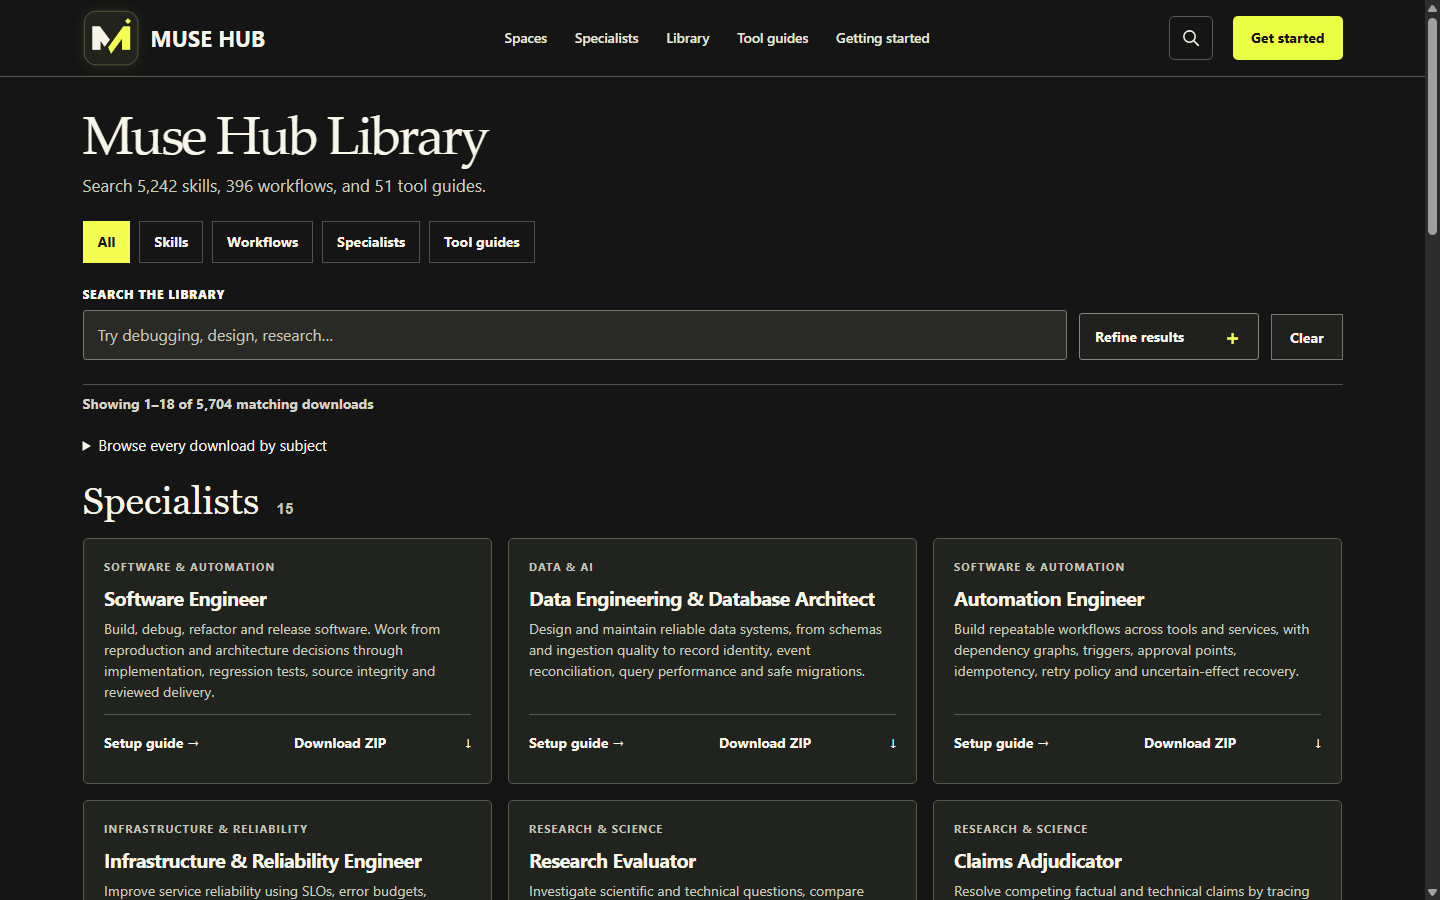 MUSE HUB
Spaces
Specialists
Library
Tool guides
Getting started
Get started
Muse Hub Library
Search 5,242 skills, 396 workflows, and 51 tool guides.
All
Skills
Workflows
Specialists
Tool guides
SEARCH THE LIBRARY
Try debugging, design, research...
Refine results +
Clear
Showing 1–18 of 5,704 matching downloads
▶ Browse every download by subject
Specialists 15
SOFTWARE & AUTOMATION
Software Engineer
Build, debug, refactor and release software. Work from
reproduction and architecture decisions through
implementation, regression tests, source integrity and
reviewed delivery.
Setup guide →
Download ZIP ↓
DATA & AI
Data Engineering & Database Architect
Design and maintain reliable data systems, from schemas
and ingestion quality to record identity, event
reconciliation, query performance and safe migrations.
Setup guide →
Download ZIP ↓
SOFTWARE & AUTOMATION
Automation Engineer
Build repeatable workflows across tools and services, with
dependency graphs, triggers, approval points,
idempotency, retry policy and uncertain-effect recovery.
Setup guide →
Download ZIP ↓
INFRASTRUCTURE & RELIABILITY
Infrastructure & Reliability Engineer
Improve service reliability using SLOs, error budgets,
RESEARCH & SCIENCE
Research Evaluator
Investigate scientific and technical questions, compare
RESEARCH & SCIENCE
Claims Adjudicator
Resolve competing factual and technical claims by tracing